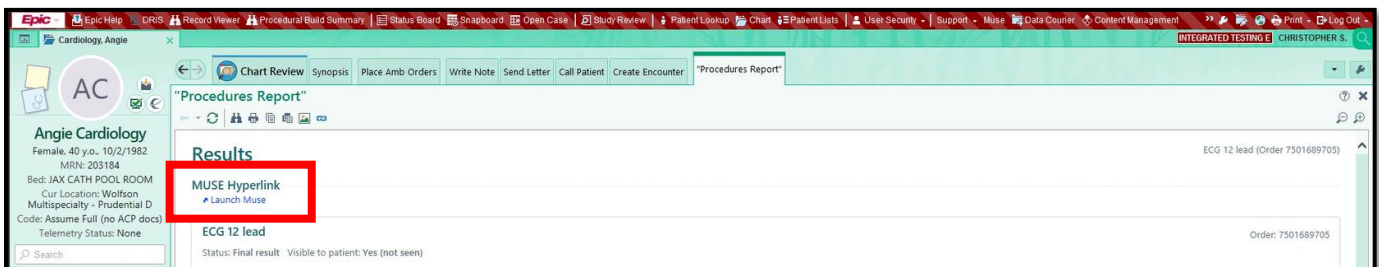 Epic Epic Help DRIS Record Viewer Procedural Build Summary Status Board Snapboard Open Case Study Review Patient Lookup Chart Patient Lists User Security Support Muse Data Courier Content Management Print Log Out
Cardiology, Angie
INTEGRATED TESTING E CHRISTOPHER S.
AC
Angie Cardiology
Female, 40 y.o., 10/2/1982
MRN: 203184
Bed: JAX CATH POOL ROOM
Cur Location: Wolfson
Multispecialty - Prudential D
Code: Assume Full (no ACP docs)
Telemetry Status: None
Search
Chart Review Synopsis Place Amb Orders Write Note Send Letter Call Patient Create Encounter "Procedures Report"
"Procedures Report"
Results
ECG 12 lead (Order 7501689705)
MUSE Hyperlink
Launch Muse
ECG 12 lead
Order: 7501689705
Status: Final result Visible to patient: Yes (not seen)